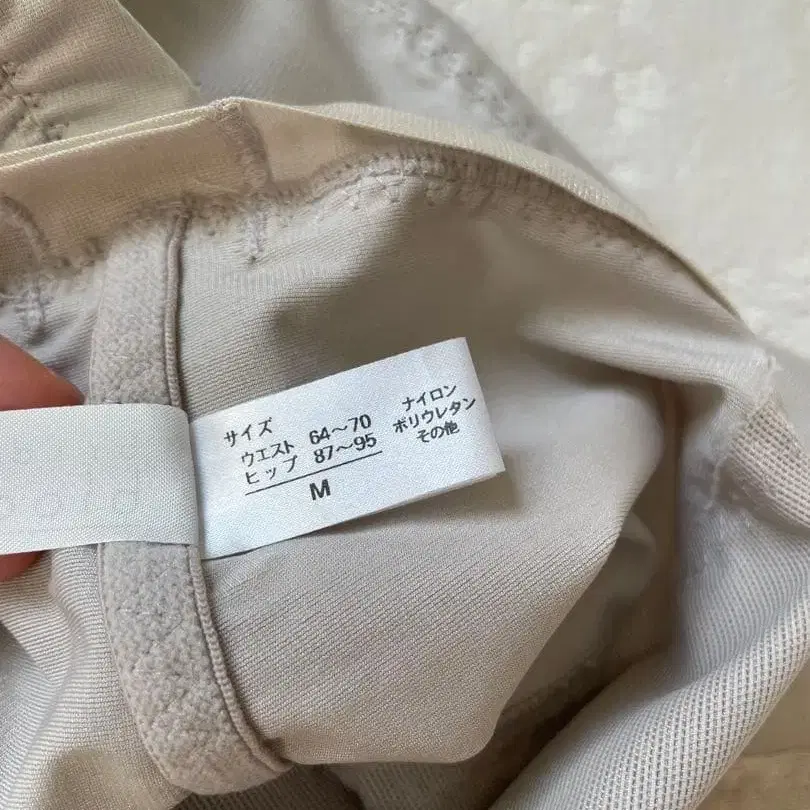 サイズ
ウエスト 64～70
ヒップ 87～95
M
ナイロン
ポリウレタン
その他